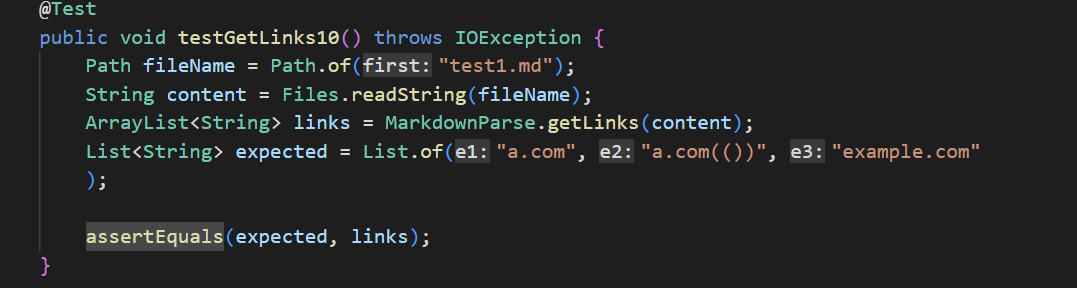 @Test
public void testGetLinks10() throws IOException {
Path fileName = Path.of(first: "test1.md");
String content = Files.readString(fileName);
ArrayList<String> links = MarkdownParse.getLinks(content);
List<String> expected = List.of(e1: "a.com", e2: "a.com(())", e3: "example.com"
);
assertEquals(expected, links);
}